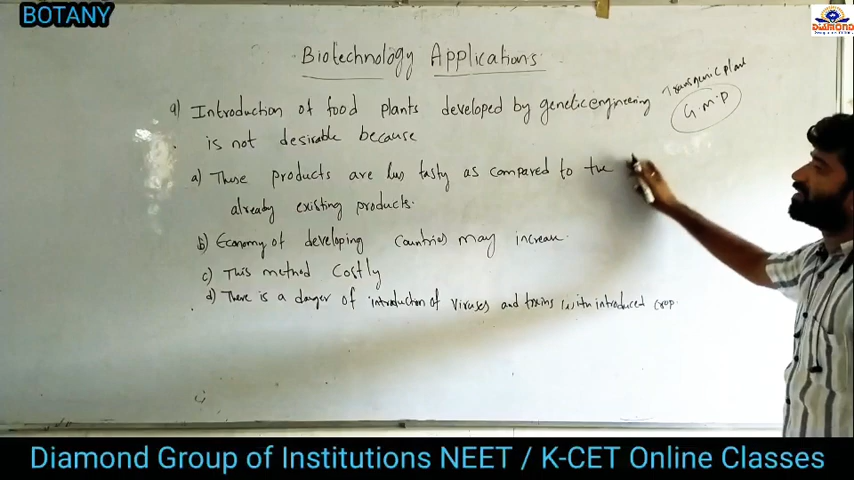 BOTANY
DIAMOND
Biotechnology Applications
Transgenic plant
G.M.P
9) Introduction of food plants developed by genetic engineering
is not desirable because
a) These products are less tasty as compared to the
already existing products.
b) Economy of developing Countries may increase.
c) This method Costly
d) There is a danger of introduction of viruses and toxins with introduced crop.
Diamond Group of Institutions NEET / K-CET Online Classes